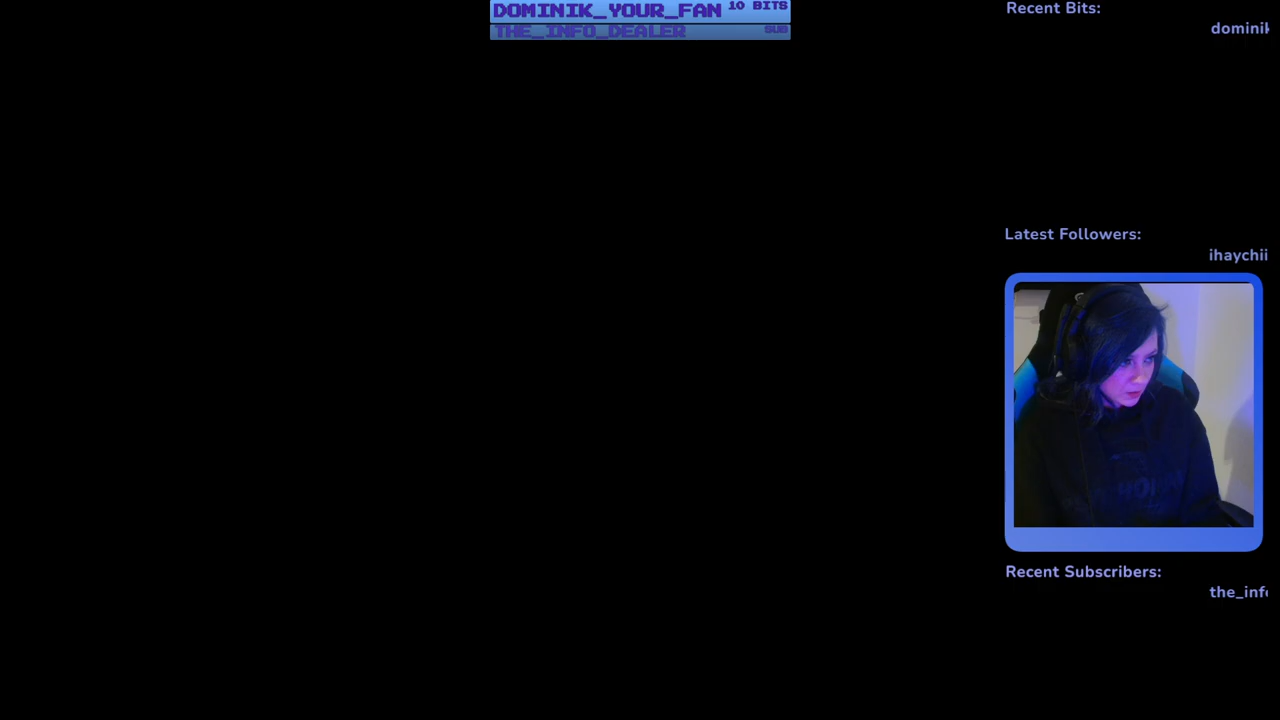 DOMINIK_YOUR_FAN 10 BITS
THE_INFO_DEALER SUB
Recent Bits:
dominik
Latest Followers:
ihaychii
Recent Subscribers:
the_inf